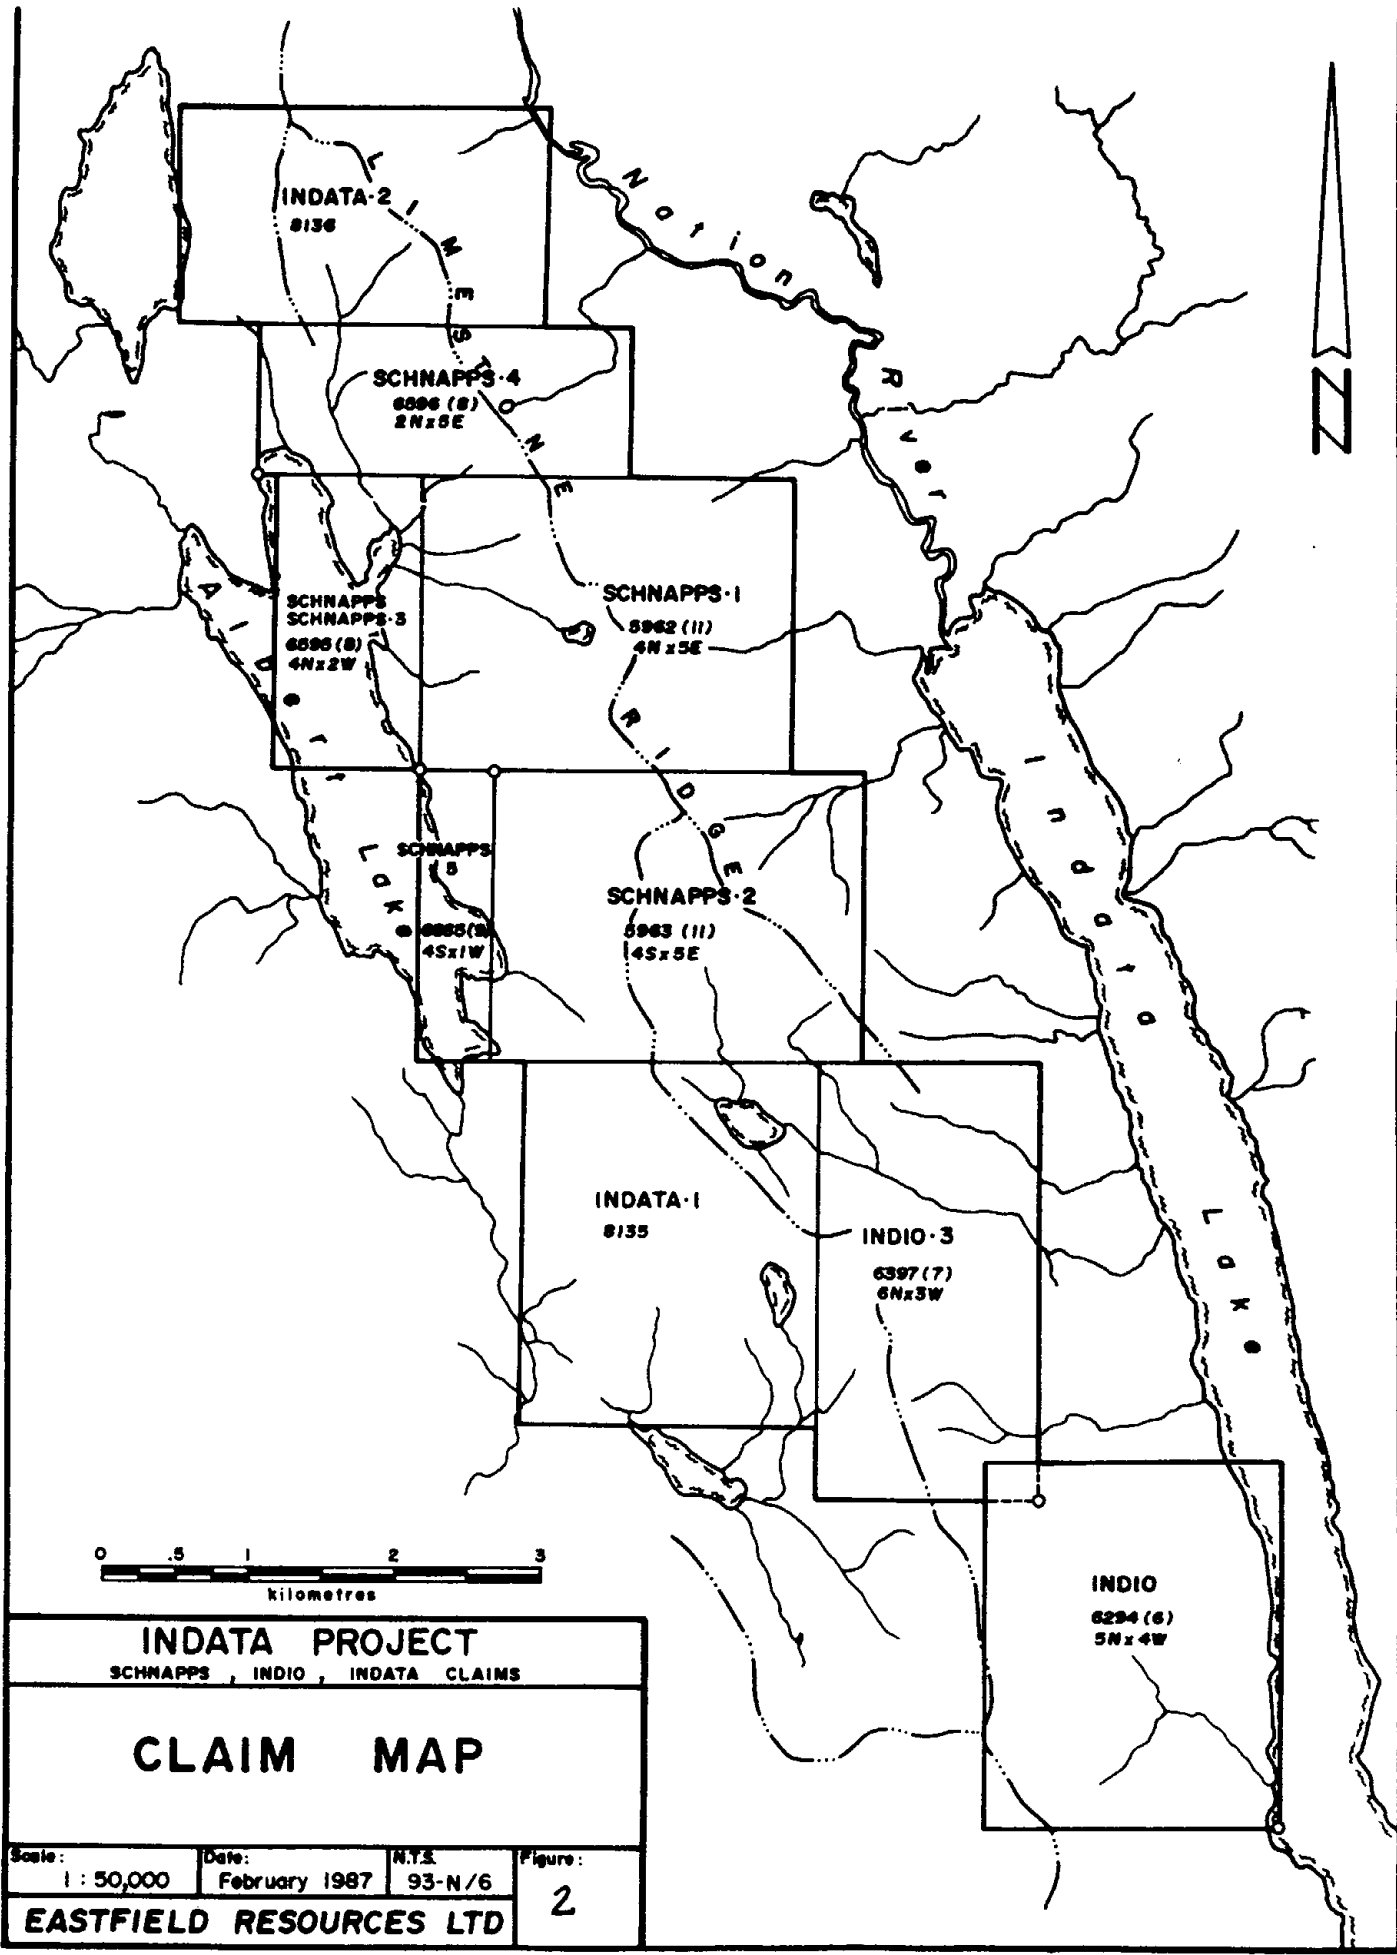 Nation River
LIMESTONE RIDGE
INDATA·2
8136
SCHNAPPS·4
6596 (8)
2N x 5E
SCHNAPPS
SCHNAPPS·3
6595 (8)
4N x 2W
SCHNAPPS·1
5962 (11)
4N x 5E
Albert Lake
Indata Lake
SCHNAPPS
5
4S x 1W
SCHNAPPS·2
5963 (11)
4S x 5E
INDATA·1
8135
INDIO·3
6397 (7)
6N x 3W
INDIO
6294 (6)
5N x 4W
N
0 .5 1 2 3
kilometres
INDATA PROJECT
SCHNAPPS , INDIO , INDATA CLAIMS
CLAIM MAP
Scale: 1 : 50,000
Date: February 1987
N.T.S. 93-N/6
Figure: 2
EASTFIELD RESOURCES LTD